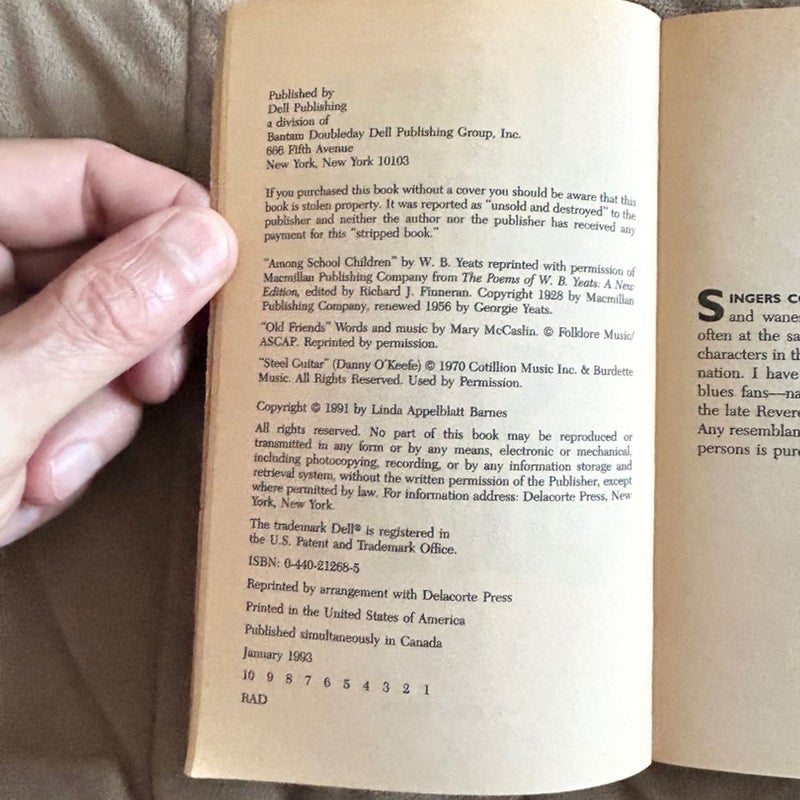 Published by
Dell Publishing
a division of
Bantam Doubleday Dell Publishing Group, Inc.
666 Fifth Avenue
New York, New York 10103
If you purchased this book without a cover you should be aware that this
book is stolen property. It was reported as "unsold and destroyed" to the
publisher and neither the author nor the publisher has received any
payment for this "stripped book."
"Among School Children" by W. B. Yeats reprinted with permission of
Macmillan Publishing Company from The Poems of W. B. Yeats: A New
Edition, edited by Richard J. Finneran. Copyright 1928 by Macmillan
Publishing Company, renewed 1956 by Georgie Yeats.
"Old Friends" Words and music by Mary McCaslin. © Folklore Music/
ASCAP. Reprinted by permission.
"Steel Guitar" (Danny O'Keefe) © 1970 Cotillion Music Inc. & Burdette
Music. All Rights Reserved. Used by Permission.
Copyright © 1991 by Linda Appelblatt Barnes
All rights reserved. No part of this book may be reproduced or
transmitted in any form or by any means, electronic or mechanical,
including photocopying, recording, or by any information storage and
retrieval system, without the written permission of the Publisher, except
where permitted by law. For information address: Delacorte Press, New
York, New York.
The trademark Dell® is registered in
the U.S. Patent and Trademark Office.
ISBN: 0-440-21268-5
Reprinted by arrangement with Delacorte Press
Printed in the United States of America
Published simultaneously in Canada
January 1993
10 9 8 7 6 5 4 3 2 1
RAD
SINGERS CO
and wane
often at the sa
characters in th
nation. I have
blues fans—na
the late Revere
Any resemblan
persons is pur